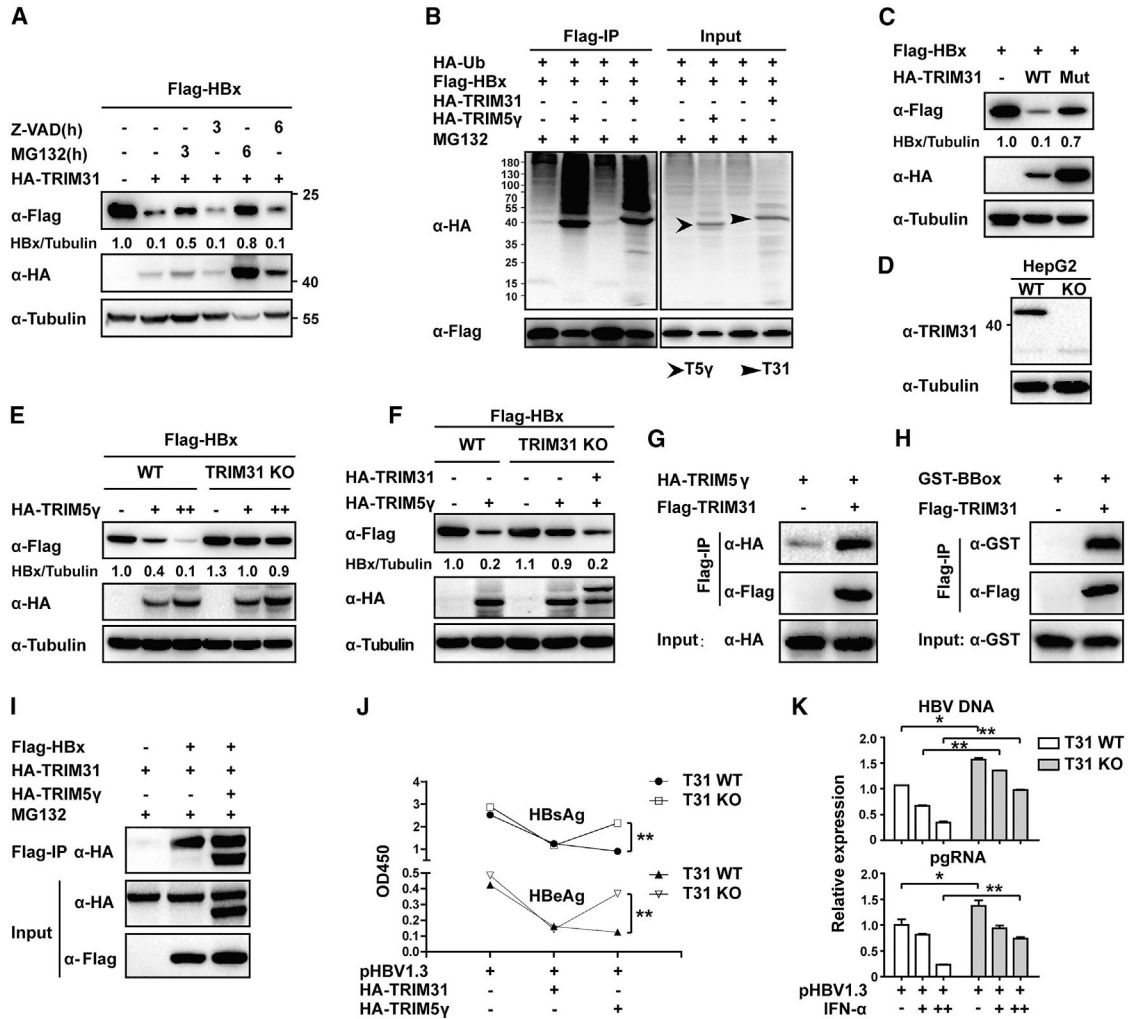 A
Flag-HBx
Z-VAD(h) - - - 3 - 6
MG132(h) - - 3 - 6 -
HA-TRIM31 - + + + + +
25
α-Flag
HBx/Tubulin 1.0 0.1 0.5 0.1 0.8 0.1
α-HA
40
α-Tubulin
55
B
Flag-IP Input
HA-Ub + + + + + + + +
Flag-HBx + + + + + + + +
HA-TRIM31 - - - + - - - +
HA-TRIM5γ - + - - - + - -
MG132 + + + + + + + +
180
130
100
70
55
40
35
25
15
10
α-HA
α-Flag
T5γ T31
C
Flag-HBx + + +
HA-TRIM31 - WT Mut
α-Flag
HBx/Tubulin 1.0 0.1 0.7
α-HA
α-Tubulin
D
HepG2
WT KO
α-TRIM31
40
α-Tubulin
E
Flag-HBx
WT TRIM31 KO
HA-TRIM5γ - + ++ - + ++
α-Flag
HBx/Tubulin 1.0 0.4 0.1 1.3 1.0 0.9
α-HA
α-Tubulin
F
Flag-HBx
WT TRIM31 KO
HA-TRIM31 - - - - +
HA-TRIM5γ - + - + +
α-Flag
HBx/Tubulin 1.0 0.2 1.1 0.9 0.2
α-HA
α-Tubulin
G
HA-TRIM5γ + +
Flag-TRIM31 - +
Flag-IP
α-HA
α-Flag
Input: α-HA
H
GST-BBox + +
Flag-TRIM31 - +
Flag-IP
α-GST
α-Flag
Input: α-GST
I
Flag-HBx - + +
HA-TRIM31 + + +
HA-TRIM5γ - - +
MG132 + + +
Flag-IP α-HA
Input
α-HA
α-Flag
J
OD450
4
3
2
1
0.5
0.4
0.3
0.2
0.1
0.0
HBsAg
T31 WT
T31 KO
**
HBeAg
T31 WT
T31 KO
**
pHBV1.3 + + +
HA-TRIM31 - + -
HA-TRIM5γ - - +
K
HBV DNA
Relative expression
2.0
1.5
1.0
0.5
0
* ** **
T31 WT
T31 KO
pgRNA
2.0
1.5
1.0
0.5
0
* **
pHBV1.3 + + + + + +
IFN-α - + ++ - + ++